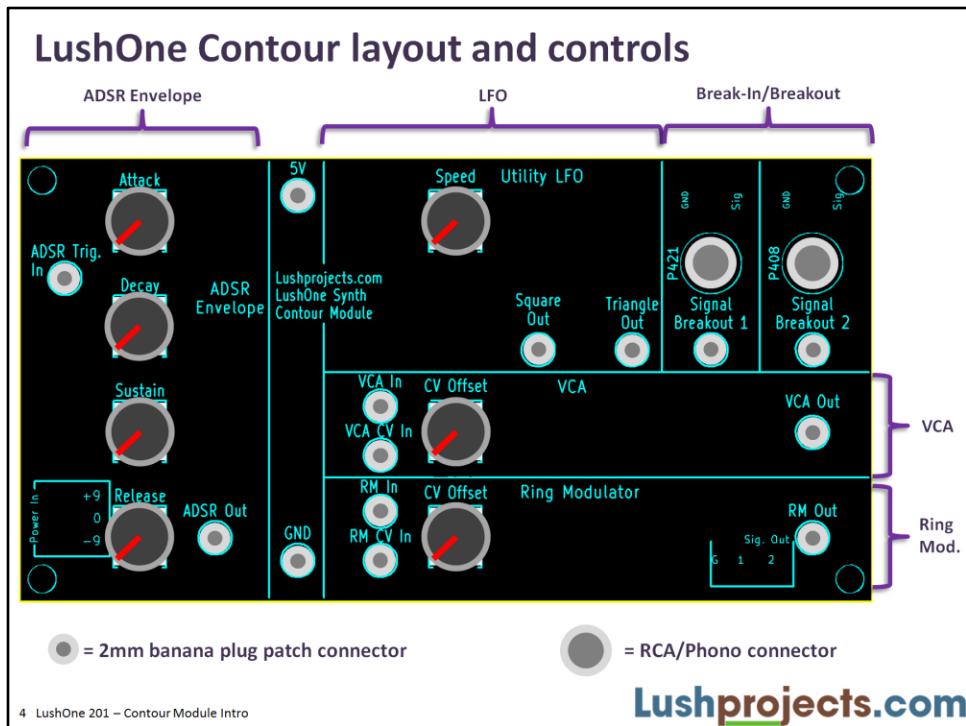 LushOne Contour layout and controls
ADSR Envelope
LFO
Break-In/Breakout
Attack
ADSR Trig.
In
Decay
ADSR
Envelope
Sustain
Release
Power In
+9
0
-9
ADSR Out
5V
Lushprojects.com
LushOne Synth
Contour Module
GND
Speed
Utility LFO
Square
Out
Triangle
Out
GND
Sig
P421
Signal
Breakout 1
GND
Sig
P408
Signal
Breakout 2
VCA In
CV Offset
VCA
VCA CV In
VCA Out
VCA
RM In
CV Offset
Ring Modulator
RM CV In
RM Out
Sig. Out
G 1 2
Ring
Mod.
= 2mm banana plug patch connector
= RCA/Phono connector
4 LushOne 201 – Contour Module Intro
Lushprojects.com